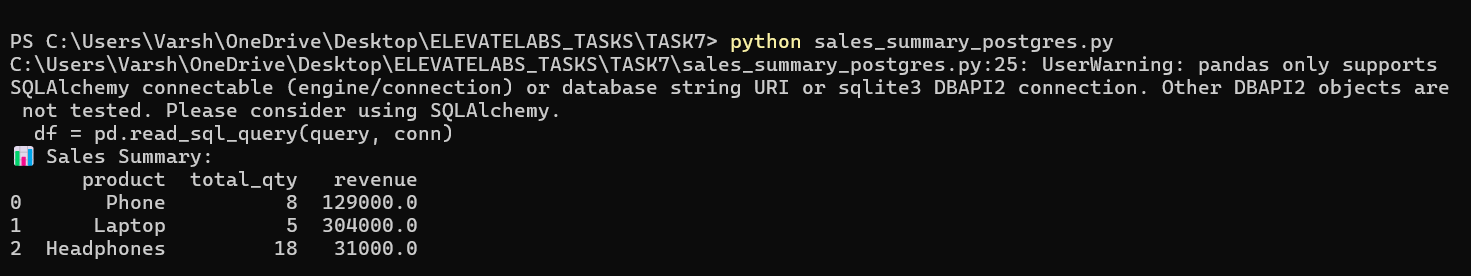 PS C:\Users\Varsh\OneDrive\Desktop\ELEVATELABS_TASKS\TASK7> python sales_summary_postgres.py
C:\Users\Varsh\OneDrive\Desktop\ELEVATELABS_TASKS\TASK7\sales_summary_postgres.py:25: UserWarning: pandas only supports
SQLAlchemy connectable (engine/connection) or database string URI or sqlite3 DBAPI2 connection. Other DBAPI2 objects are
 not tested. Please consider using SQLAlchemy.
  df = pd.read_sql_query(query, conn)
📊 Sales Summary:
      product  total_qty   revenue
0       Phone          8  129000.0
1      Laptop          5  304000.0
2  Headphones         18   31000.0